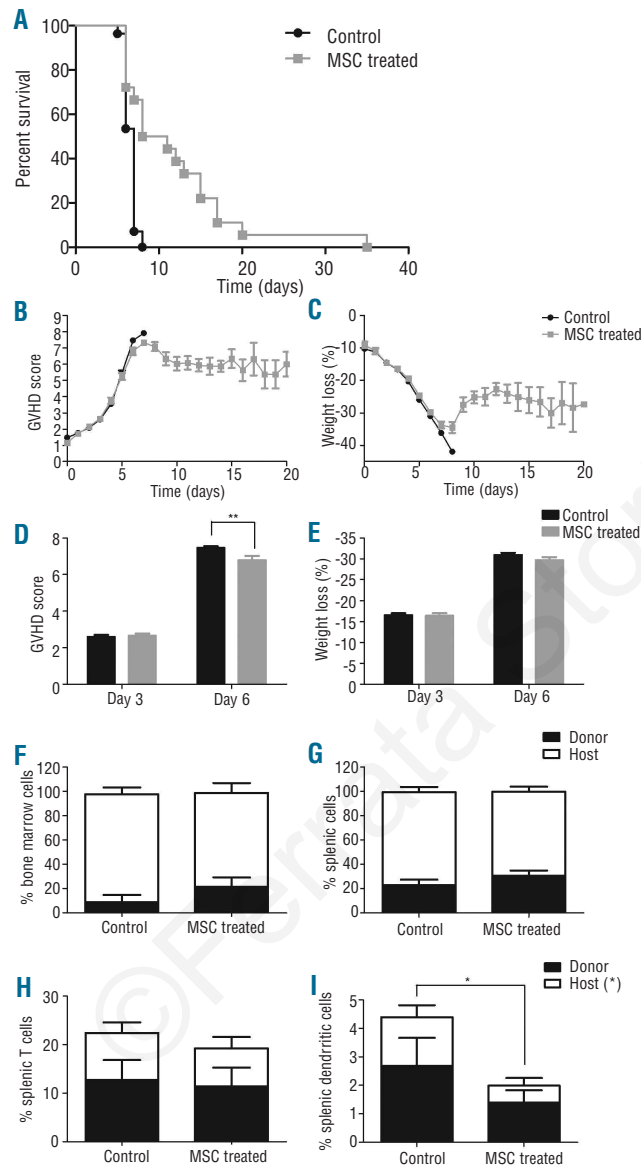 A
Control
MSC treated
Percent survival
100
80
60
40
20
0
0 10 20 30 40
Time (days)
B
GVHD score
9
8
7
6
5
4
3
2
1
0
0 5 10 15 20
Time (days)
C
Control
MSC treated
Weight loss (%)
-0
-10
-20
-30
-40
0 5 10 15 20
Time (days)
D
**
GVHD score
8
6
4
2
0
Day 3 Day 6
E
Control
MSC treated
Weight loss (%)
-35
-30
-25
-20
-15
-10
-5
0
Day 3 Day 6
F
% bone marrow cells
120
100
80
60
40
20
0
Control MSC treated
G
Donor
Host
% splenic cells
120
100
80
60
40
20
0
Control MSC treated
H
% splenic T cells
30
20
10
0
Control MSC treated
I
Donor
Host (*)
*
% splenic dendrritic cells
5
4
3
2
1
0
Control MSC treated